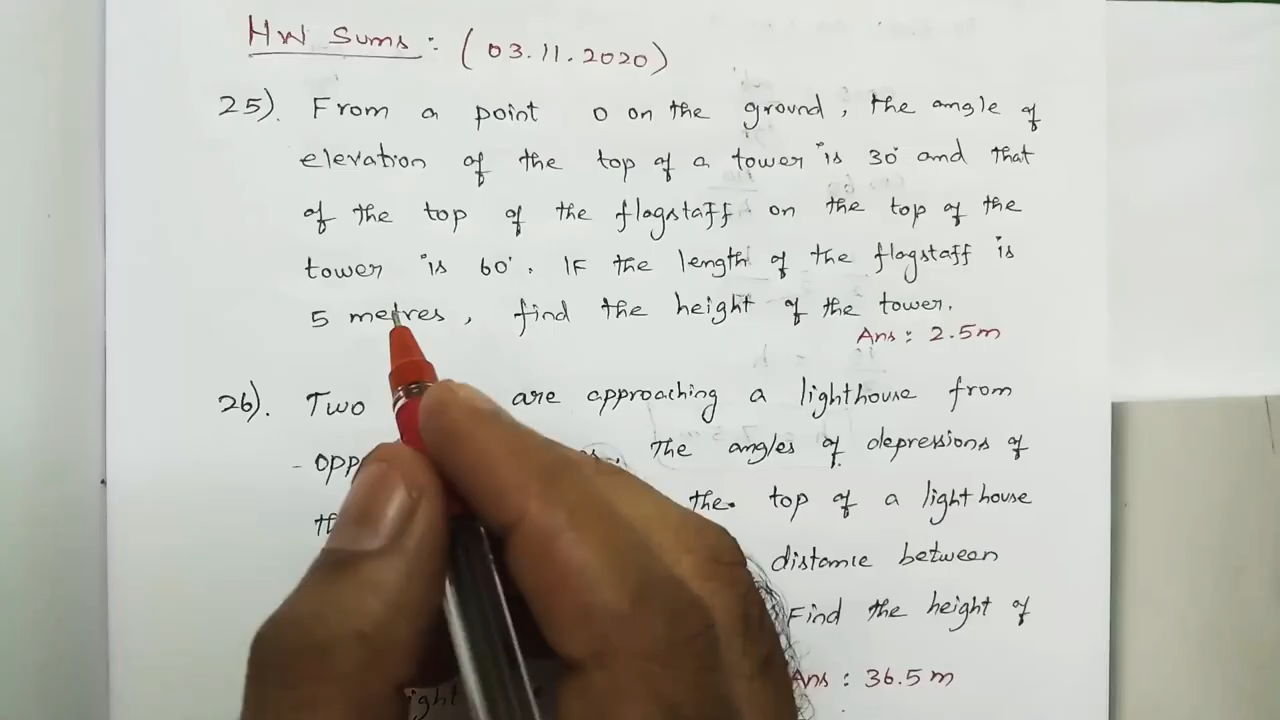 HW Sums: (03.11.2020)
25). From a point O on the ground, the angle of
elevation of the top of a tower is 30° and that
of the top of the flagstaff on the top of the
tower is 60°. If the length of the flagstaff is
5 metres, find the height of the tower.
Ans: 2.5m
26). Two are approaching a lighthouse from
The angles of depressions of
the top of a light house
distance between
Find the height of
Ans: 36.5m